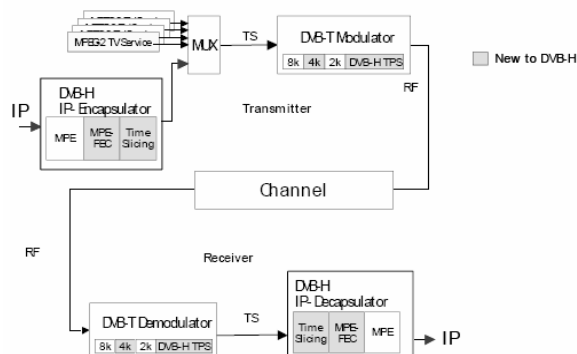 MPEG-2 TV Service
MUX
TS
DVB-T Modulator
8k 4k 2k DVB-H TPS
New to DVB-H
RF
DVB-H
IP-Encapsulator
IP
MPE
MPE-
FEC
Time
Slicing
Transmitter
Channel
RF
Receiver
DVB-T Demodulator
8k 4k 2k DVB-H TPS
TS
DVB-H
IP-Decapsulator
Time
Slicing
MPE-
FEC
MPE
IP